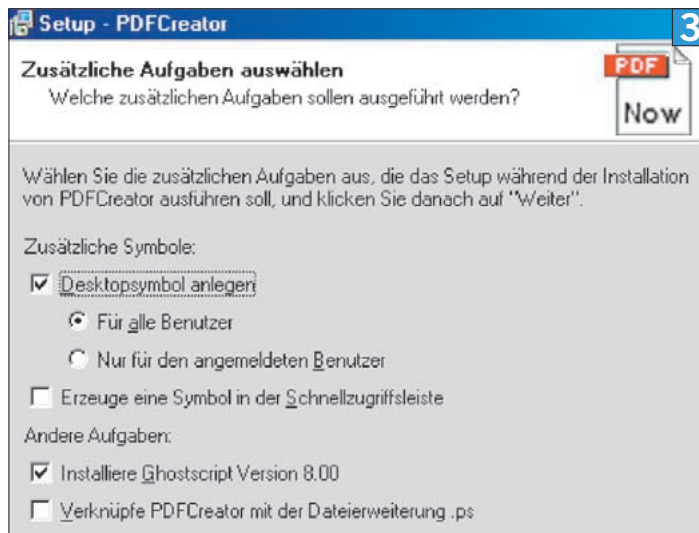 Setup - PDFCreator
3
Zusätzliche Aufgaben auswählen
Welche zusätzlichen Aufgaben sollen ausgeführt werden?
PDF
Now
Wählen Sie die zusätzlichen Aufgaben aus, die das Setup während der Installation
von PDFCreator ausführen soll, und klicken Sie danach auf "Weiter".
Zusätzliche Symbole:
Desktopsymbol anlegen
Für alle Benutzer
Nur für den angemeldeten Benutzer
Erzeuge eine Symbol in der Schnellzugriffsleiste
Andere Aufgaben:
Installiere Ghostscript Version 8.00
Verknüpfe PDFCreator mit der Dateierweiterung .ps